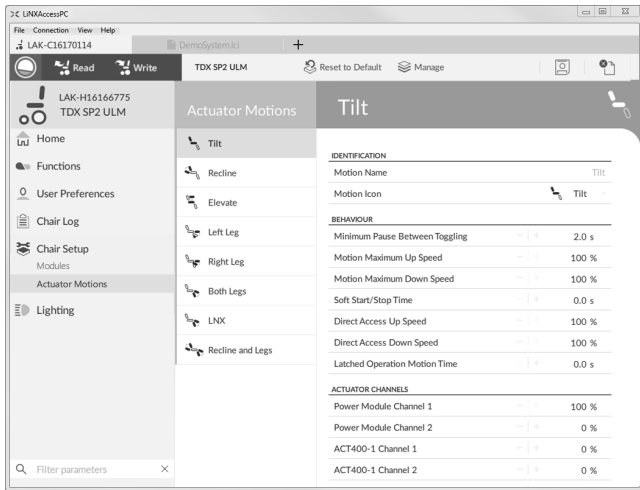 LiNXAccessPC
File Connection View Help
LAK-C16170114 DemoSystem.lci +
Read Write TDX SP2 ULM Reset to Default Manage
LAK-H16166775
TDX SP2 ULM
Home
Functions
User Preferences
Chair Log
Chair Setup
Modules
Actuator Motions
Lighting
Filter parameters
Actuator Motions
Tilt
Recline
Elevate
Left Leg
Right Leg
Both Legs
LNX
Recline and Legs
Tilt
IDENTIFICATION
Motion Name Tilt
Motion Icon Tilt
BEHAVIOUR
Minimum Pause Between Toggling - + 2.0 s
Motion Maximum Up Speed - + 100 %
Motion Maximum Down Speed - + 100 %
Soft Start/Stop Time - + 0.0 s
Direct Access Up Speed - + 100 %
Direct Access Down Speed - + 100 %
Latched Operation Motion Time - + 0.0 s
ACTUATOR CHANNELS
Power Module Channel 1 - + 100 %
Power Module Channel 2 - + 0 %
ACT400-1 Channel 1 - + 0 %
ACT400-1 Channel 2 - + 0 %